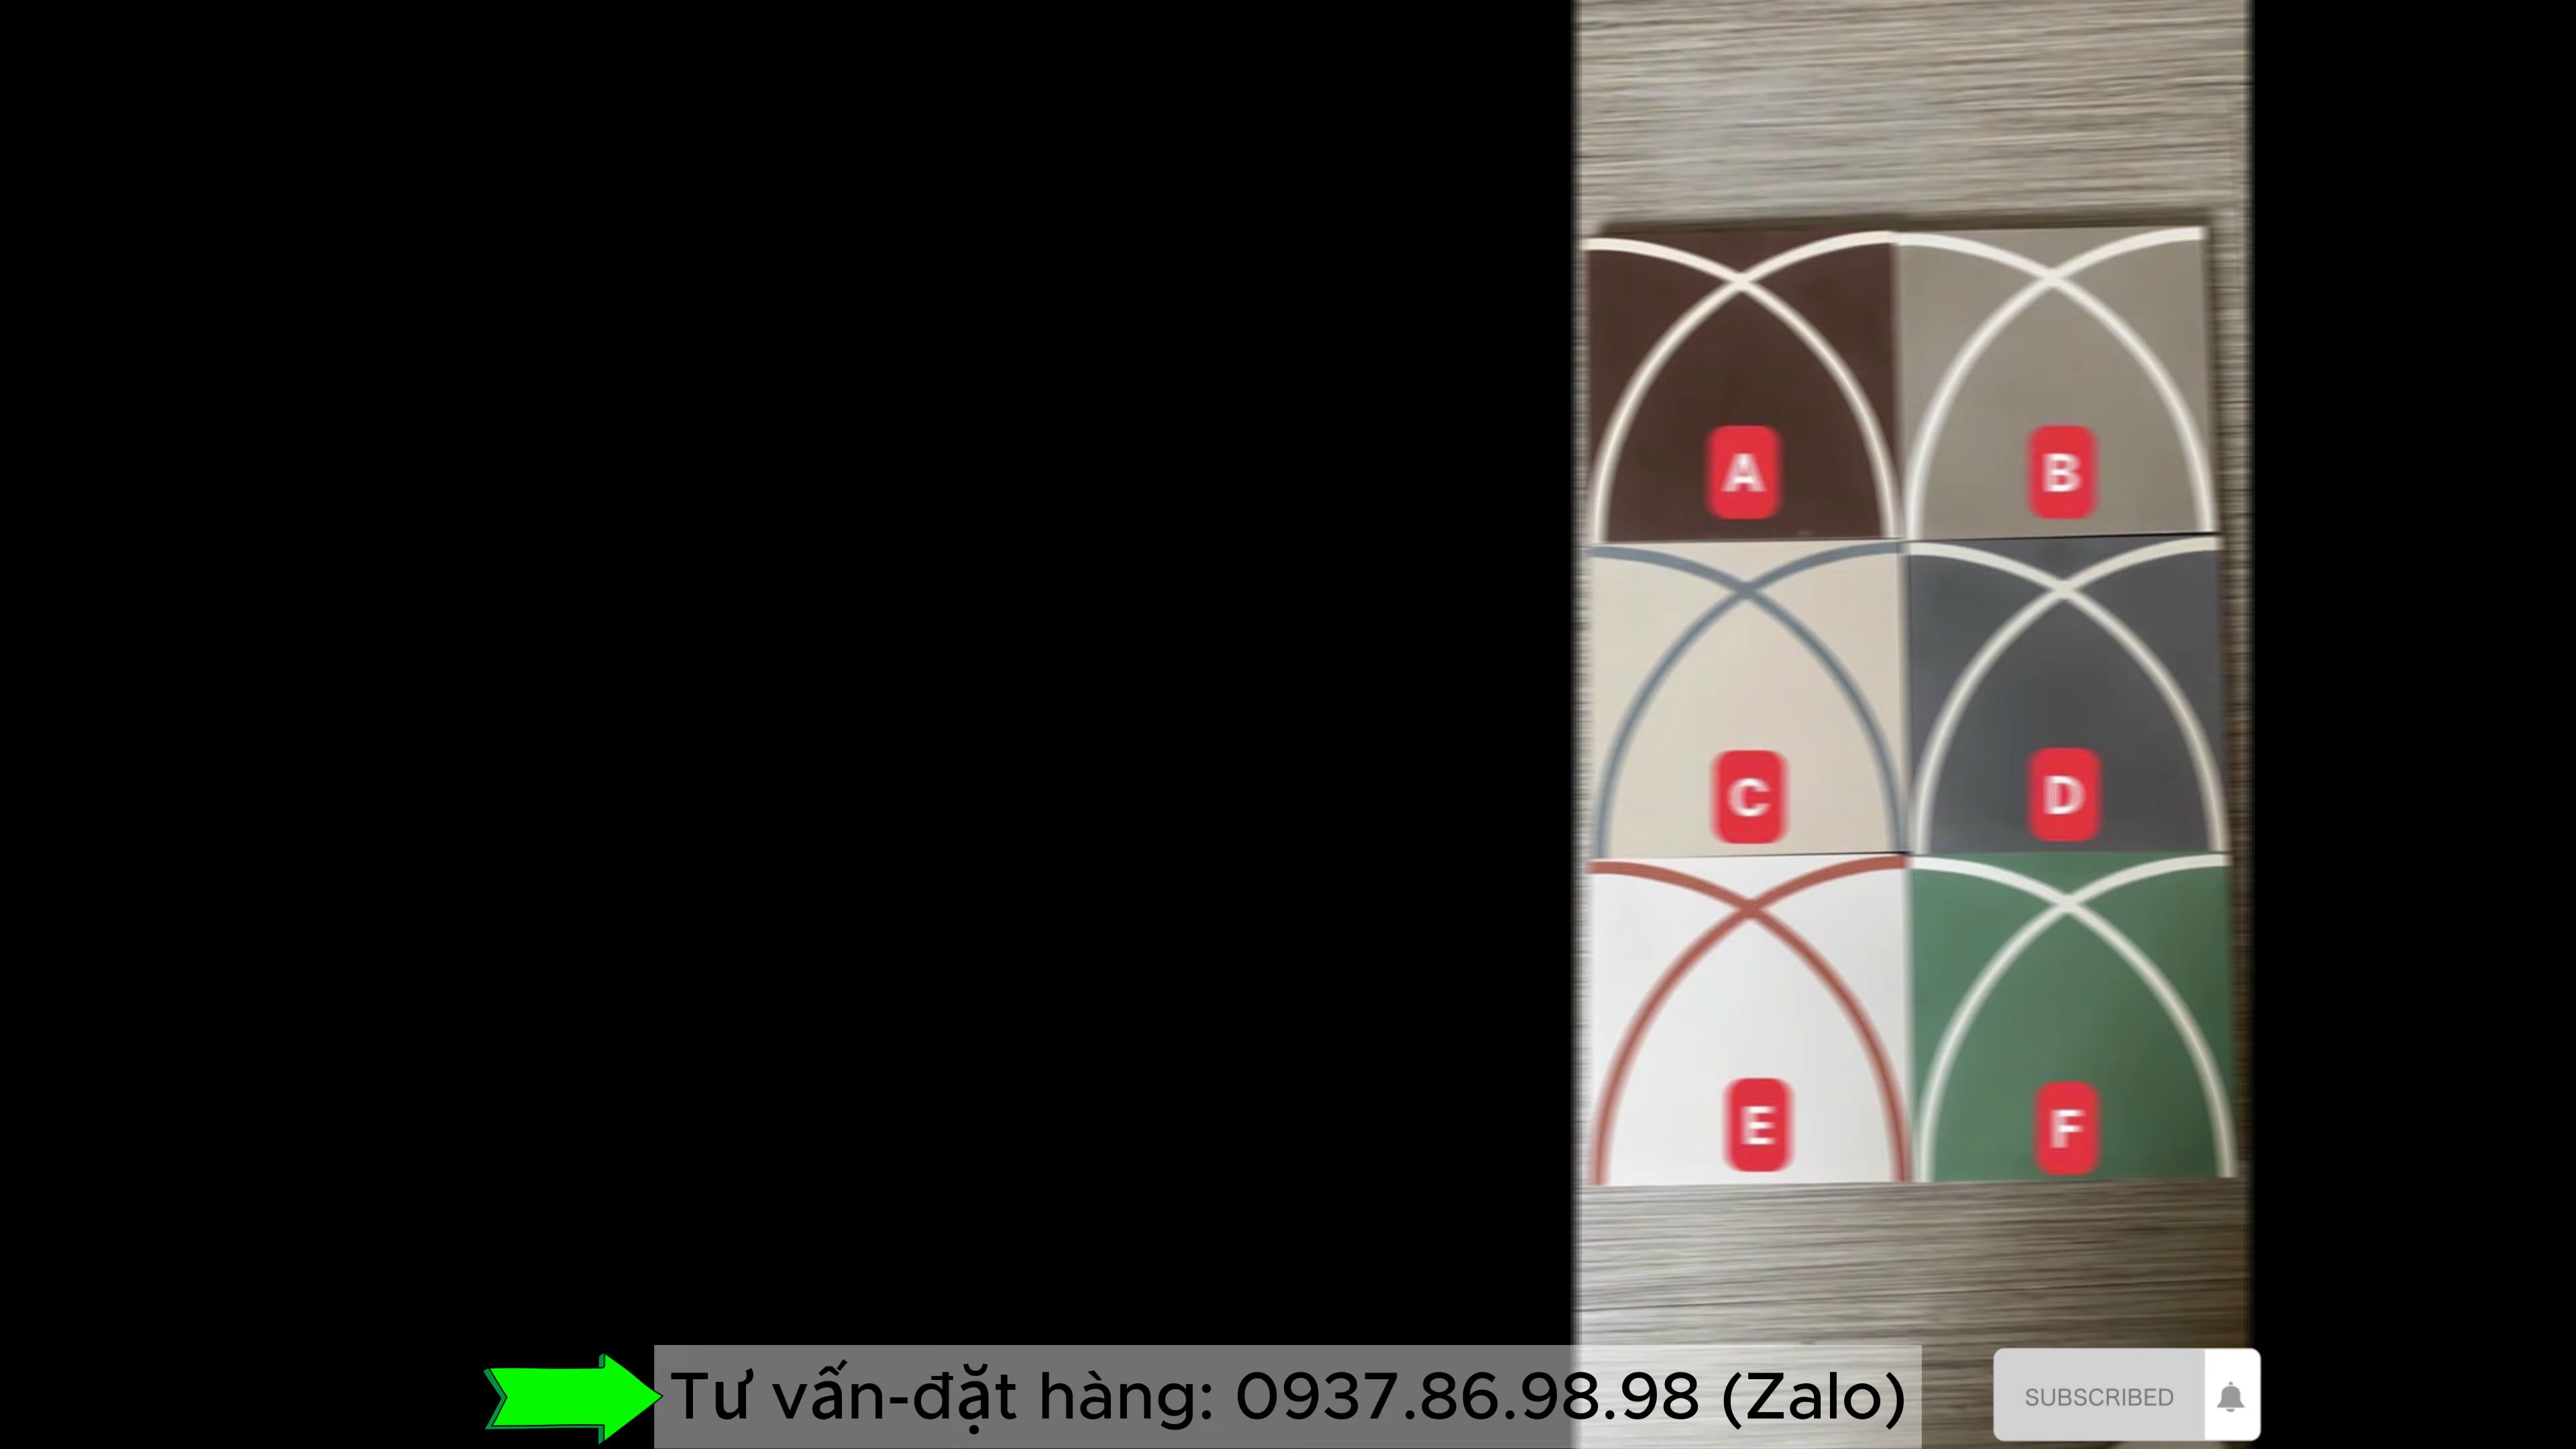 A
B
C
D
E
F
Tư vấn-đặt hàng: 0937.86.98.98 (Zalo)
SUBSCRIBED